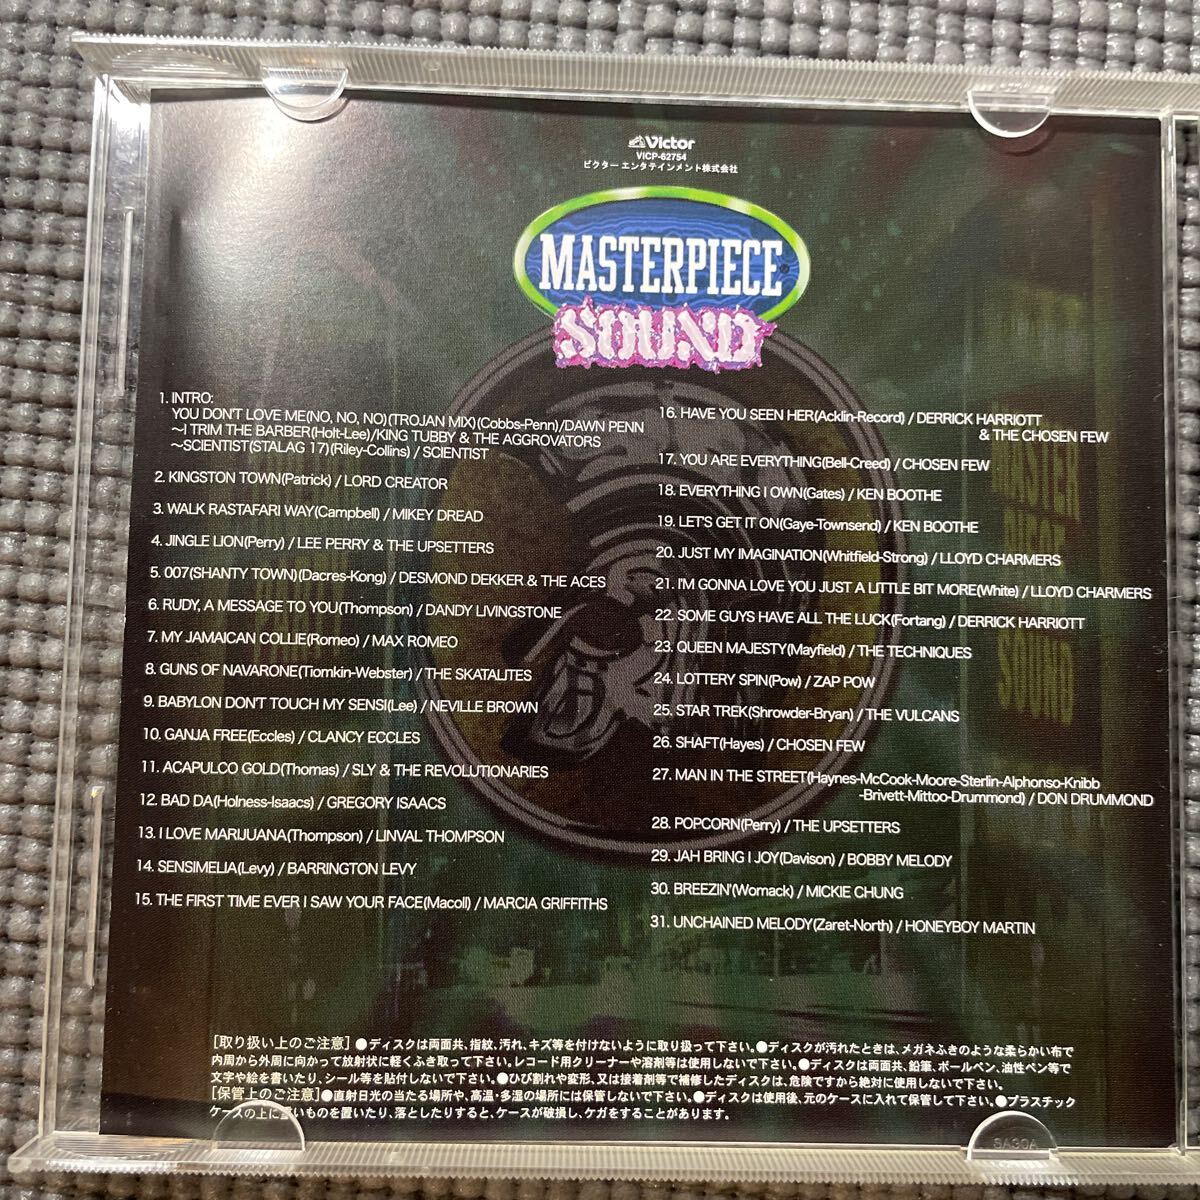 Victor
VICP-62754
ビクター エンタテインメント株式会社
MASTERPIECE
SOUND
1. INTRO:
YOU DON'T LOVE ME(NO, NO, NO)(TROJAN MIX)(Cobbs-Penn)/DAWN PENN
～I TRIM THE BARBER(Holt-Lee)/KING TUBBY & THE AGGROVATORS
～SCIENTIST(STALAG 17)(Riley-Collins) / SCIENTIST
2. KINGSTON TOWN(Patrick) / LORD CREATOR
3. WALK RASTAFARI WAY(Campbell) / MIKEY DREAD
4. JINGLE LION(Perry) / LEE PERRY & THE UPSETTERS
5. 007(SHANTY TOWN)(Dacres-Kong) / DESMOND DEKKER & THE ACES
6. RUDY, A MESSAGE TO YOU(Thompson) / DANDY LIVINGSTONE
7. MY JAMAICAN COLLIE(Romeo) / MAX ROMEO
8. GUNS OF NAVARONE(Tiomkin-Webster) / THE SKATALITES
9. BABYLON DON'T TOUCH MY SENSI(Lee) / NEVILLE BROWN
10. GANJA FREE(Eccles) / CLANCY ECCLES
11. ACAPULCO GOLD(Thomas) / SLY & THE REVOLUTIONARIES
12. BAD DA(Holness-Isaacs) / GREGORY ISAACS
13. I LOVE MARIJUANA(Thompson) / LINVAL THOMPSON
14. SENSIMELIA(Levy) / BARRINGTON LEVY
15. THE FIRST TIME EVER I SAW YOUR FACE(Macoll) / MARCIA GRIFFITHS
16. HAVE YOU SEEN HER(Acklin-Record) / DERRICK HARRIOTT
& THE CHOSEN FEW
17. YOU ARE EVERYTHING(Bell-Creed) / CHOSEN FEW
18. EVERYTHING I OWN(Gates) / KEN BOOTHE
19. LET'S GET IT ON(Gaye-Townsend) / KEN BOOTHE
20. JUST MY IMAGINATION(Whitfield-Strong) / LLOYD CHARMERS
21. I'M GONNA LOVE YOU JUST A LITTLE BIT MORE(White) / LLOYD CHARMERS
22. SOME GUYS HAVE ALL THE LUCK(Fortang) / DERRICK HARRIOTT
23. QUEEN MAJESTY(Mayfield) / THE TECHNIQUES
24. LOTTERY SPIN(Pow) / ZAP POW
25. STAR TREK(Shrowder-Bryan) / THE VULCANS
26. SHAFT(Hayes) / CHOSEN FEW
27. MAN IN THE STREET(Haynes-McCook-Moore-Sterlin-Alphonso-Knibb
-Brivett-Mittoo-Drummond) / DON DRUMMOND
28. POPCORN(Perry) / THE UPSETTERS
29. JAH BRING I JOY(Davison) / BOBBY MELODY
30. BREEZIN'(Womack) / MICKIE CHUNG
31. UNCHAINED MELODY(Zaret-North) / HONEYBOY MARTIN
MASTER
SOUND
[取り扱い上のご注意] ●ディスクは両面共、指紋、汚れ、キズ等を付けないように取り扱って下さい。●ディスクが汚れたときは、メガネふきのような柔らかい布で
内周から外周に向かって放射状に軽くふき取って下さい。レコード用クリーナーや溶剤等は使用しないで下さい。●ディスクは両面共、鉛筆、ボールペン、油性ペン等で
文字や絵を書いたり、シール等を貼付しないで下さい。●ひび割れや変形、又は接着剤等で補修したディスクは、危険ですから絶対に使用しないで下さい。
[保管上のご注意] ●直射日光の当たる場所や、高温・多湿の場所には保管しないで下さい。●ディスクは使用後、元のケースに入れて保管して下さい。●プラスチック
ケースの上に重いものを置いたり、落としたりすると、ケースが破損し、ケガをすることがあります。
SA30A